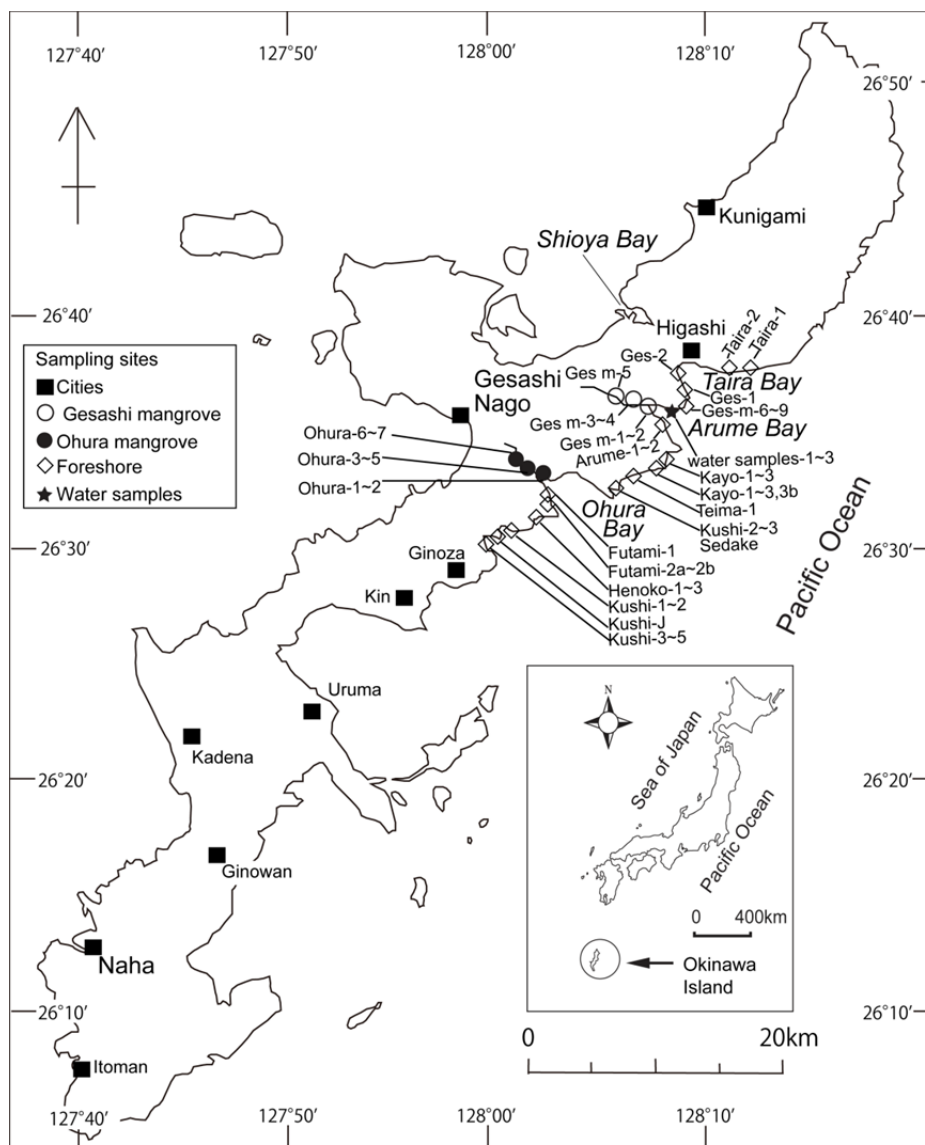 127°40′
127°50′
128°00′
128°10′
26°50′
Kunigami
Shioya Bay
26°40′
26°40′
Higashi
Taira-2
Taira-1
Sampling sites
Cities
Gesashi mangrove
Ohura mangrove
Foreshore
Water samples
Ges-2
Ges m-5
Taira Bay
Gesashi
Nago
Ges-1
Ges-m-6~9
Ges m-3~4
Arume Bay
Ges m-1~2
Arume-1~2
Ohura-6~7
Ohura-3~5
Ohura-1~2
water samples-1~3
Kayo-1~3
Kayo-1~3,3b
Teima-1
Kushi-2~3
Sedake
Ohura
Bay
26°30′
26°30′
Futami-1
Futami-2a~2b
Henoko-1~3
Kushi-1~2
Kushi-J
Kushi-3~5
Ginoza
Kin
Pacific Ocean
Uruma
Kadena
26°20′
26°20′
N
Sea of Japan
Pacific Ocean
0 400km
Okinawa
Island
Ginowan
Naha
26°10′
26°10′
0 20km
Itoman
127°40′
127°50′
128°00′
128°10′